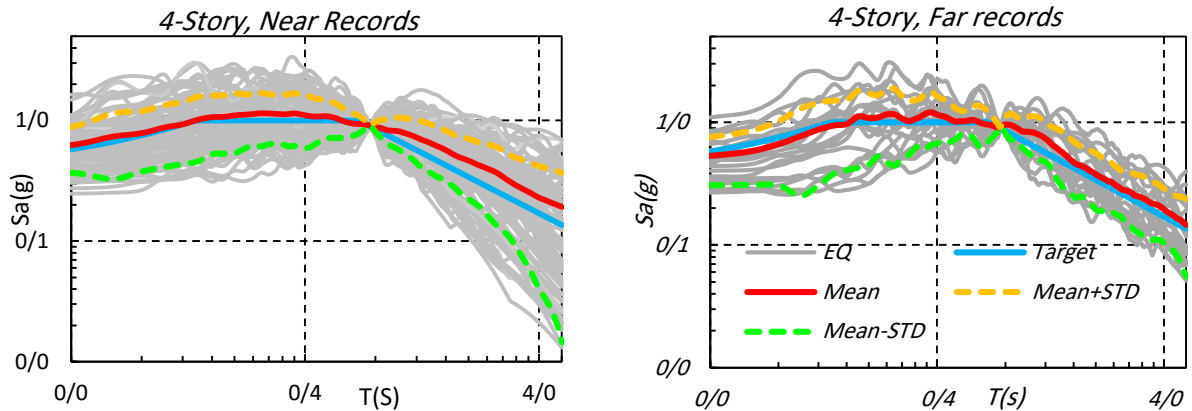 4-Story, Near Records
Sa(g)
1/0
0/1
0/0
0/0
0/4
T(S)
4/0
4-Story, Far records
Sa(g)
1/0
0/1
0/0
EQ
Target
Mean
Mean+STD
Mean-STD
0/0
0/4
T(s)
4/0